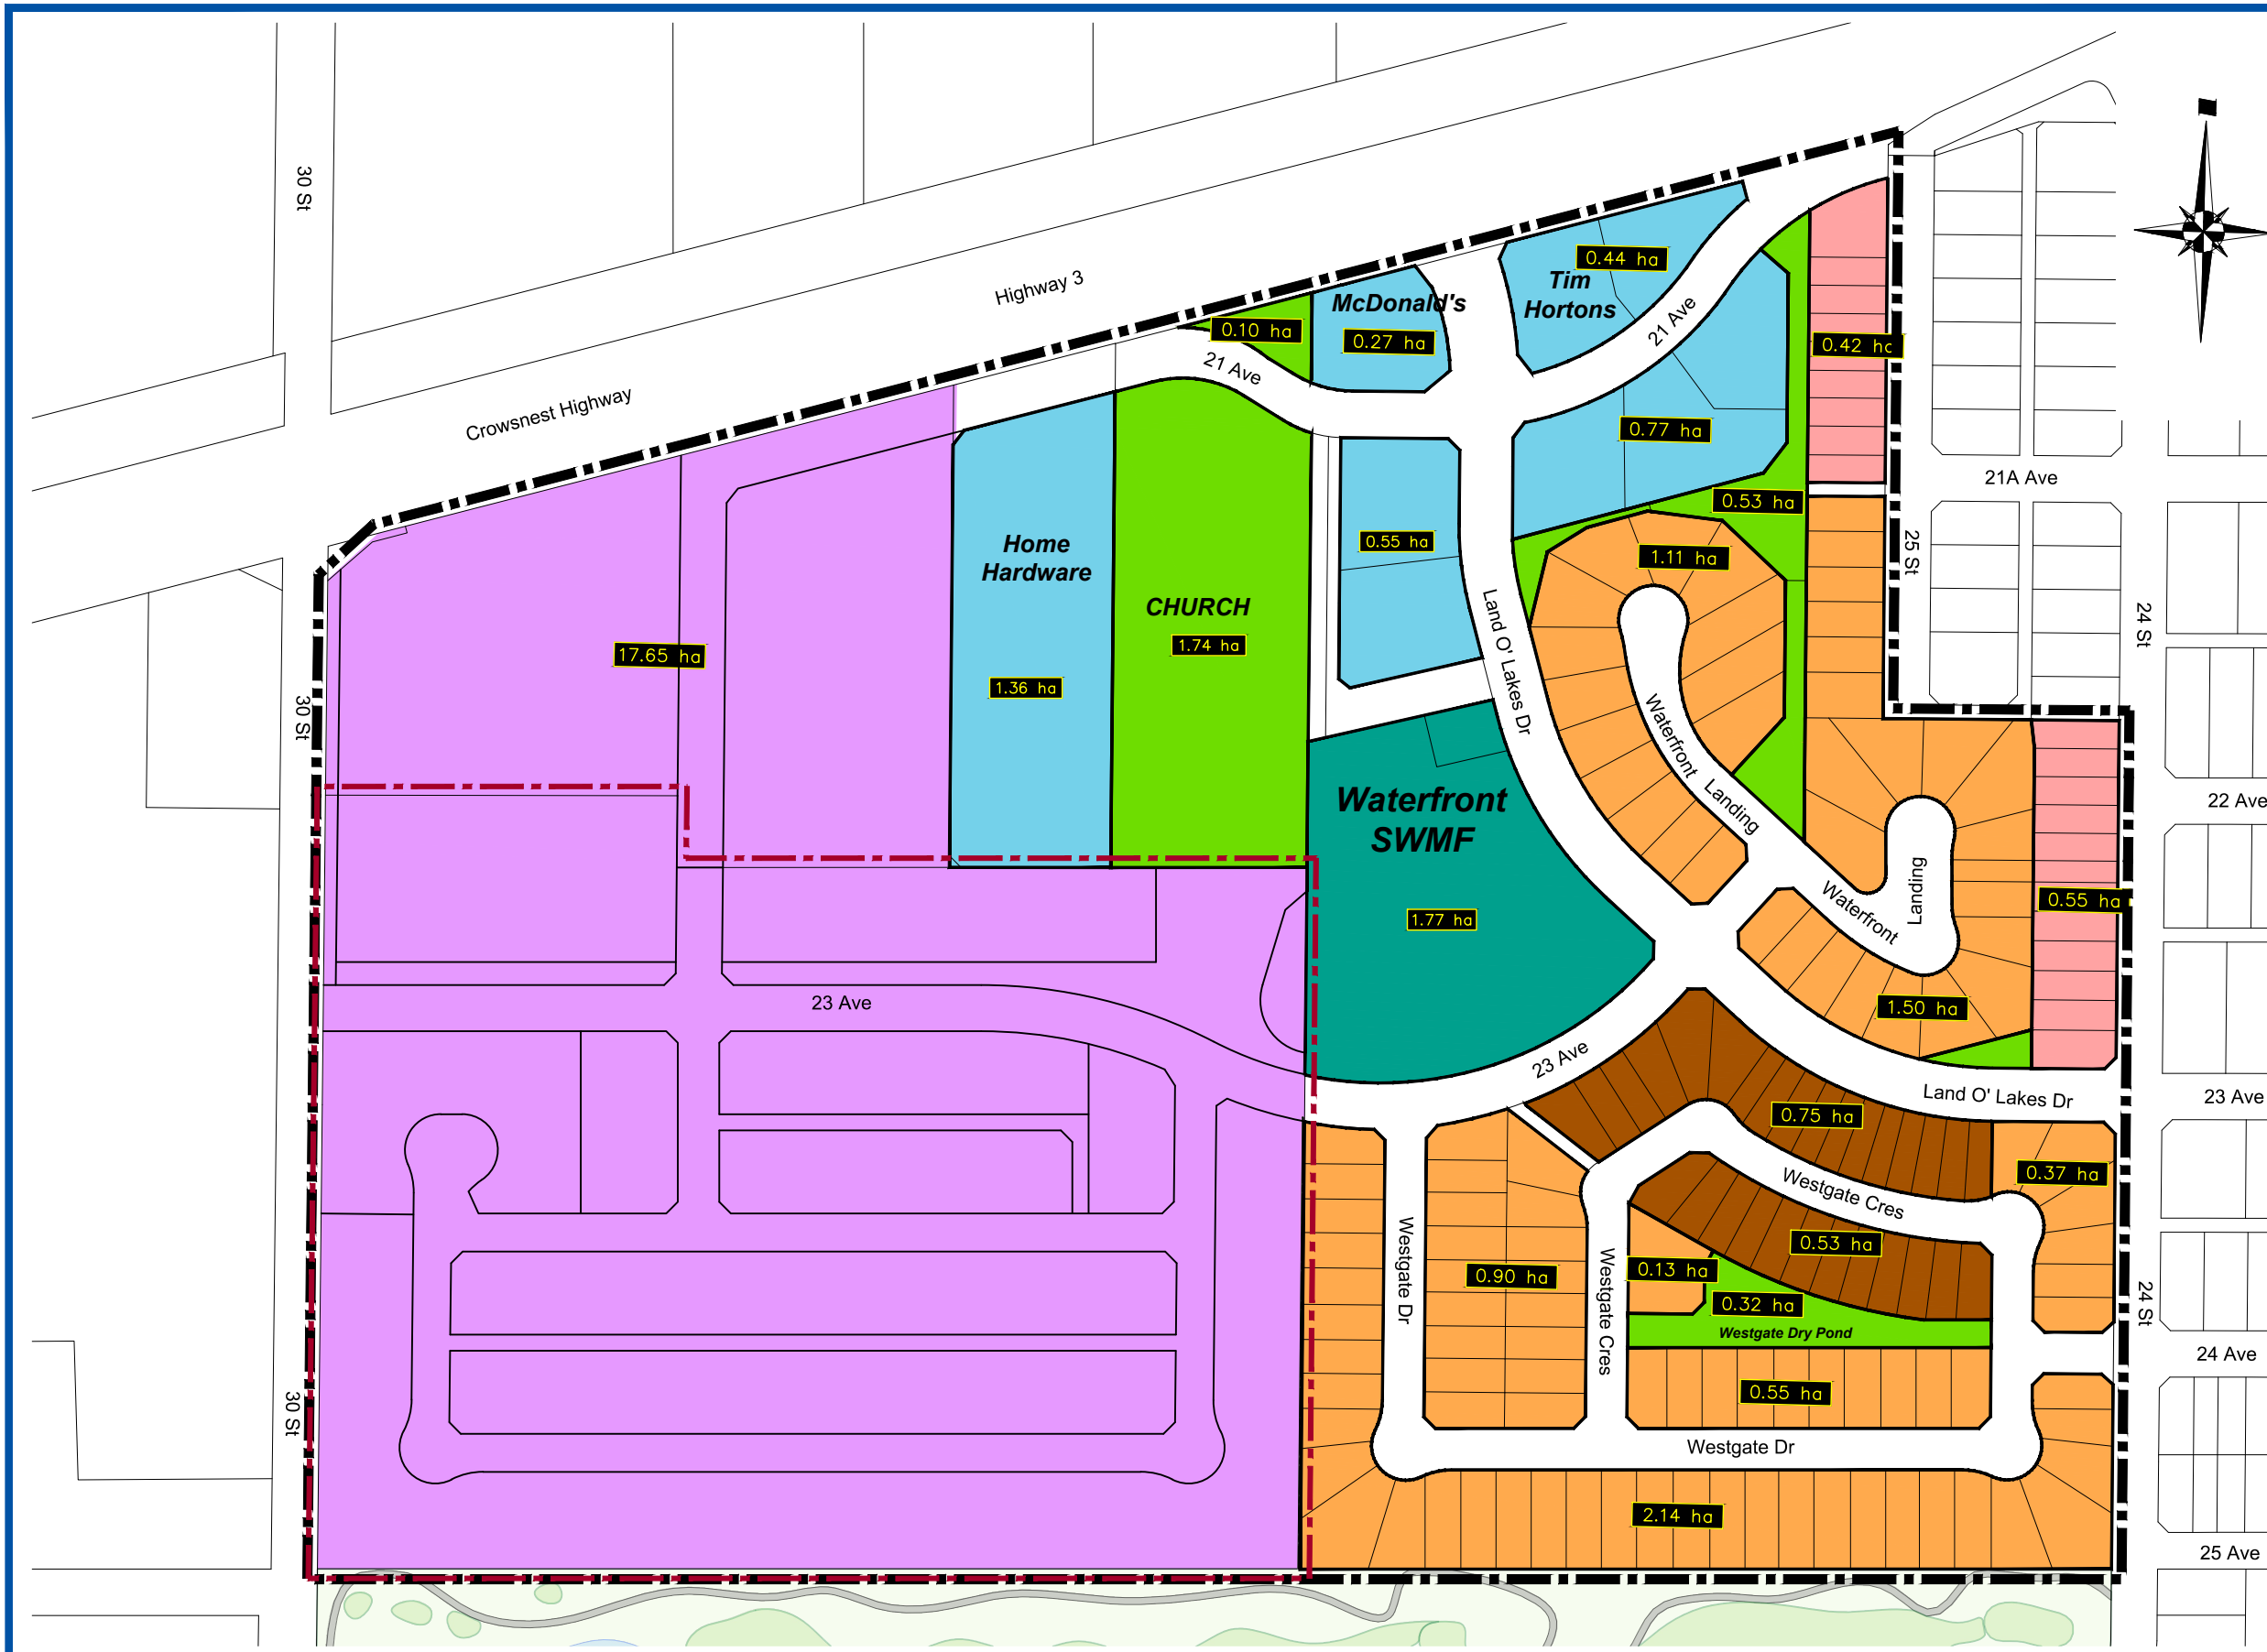 30 St
Highway 3
Crowsnest Highway
0.44 ha
Tim
Hortons
McDonald's
0.27 ha
0.10 ha
21 Ave
21 Ave
0.42 ha
0.77 ha
0.53 ha
21A Ave
25 St
24 St
Home
Hardware
1.36 ha
CHURCH
1.74 ha
0.55 ha
1.11 ha
17.65 ha
30 St
Land O' Lakes Dr
Waterfront
Landing
Waterfront
SWMF
1.77 ha
22 Ave
Waterfront
Landing
0.55 ha
1.50 ha
23 Ave
23 Ave
Land O' Lakes Dr
23 Ave
0.75 ha
Westgate Cres
0.37 ha
0.53 ha
Westgate Dr
0.90 ha
Westgate Cres
0.13 ha
0.32 ha
Westgate Dry Pond
24 St
24 Ave
0.55 ha
30 St
Westgate Dr
2.14 ha
25 Ave